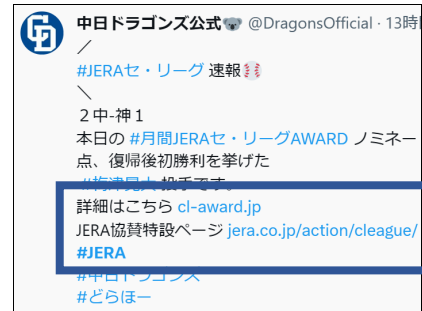 中日ドラゴンズ公式🐨 @DragonsOfficial · 13時
／
#JERAセ・リーグ 速報⚾
＼
２中-神１
本日の #月間JERAセ・リーグAWARD ノミネー
点、復帰後初勝利を挙げた
#梅津晃大 投手です。
詳細はこちら cl-award.jp
JERA協賛特設ページ jera.co.jp/action/cleague/
#JERA
#中日ドラゴンズ
#どらほー